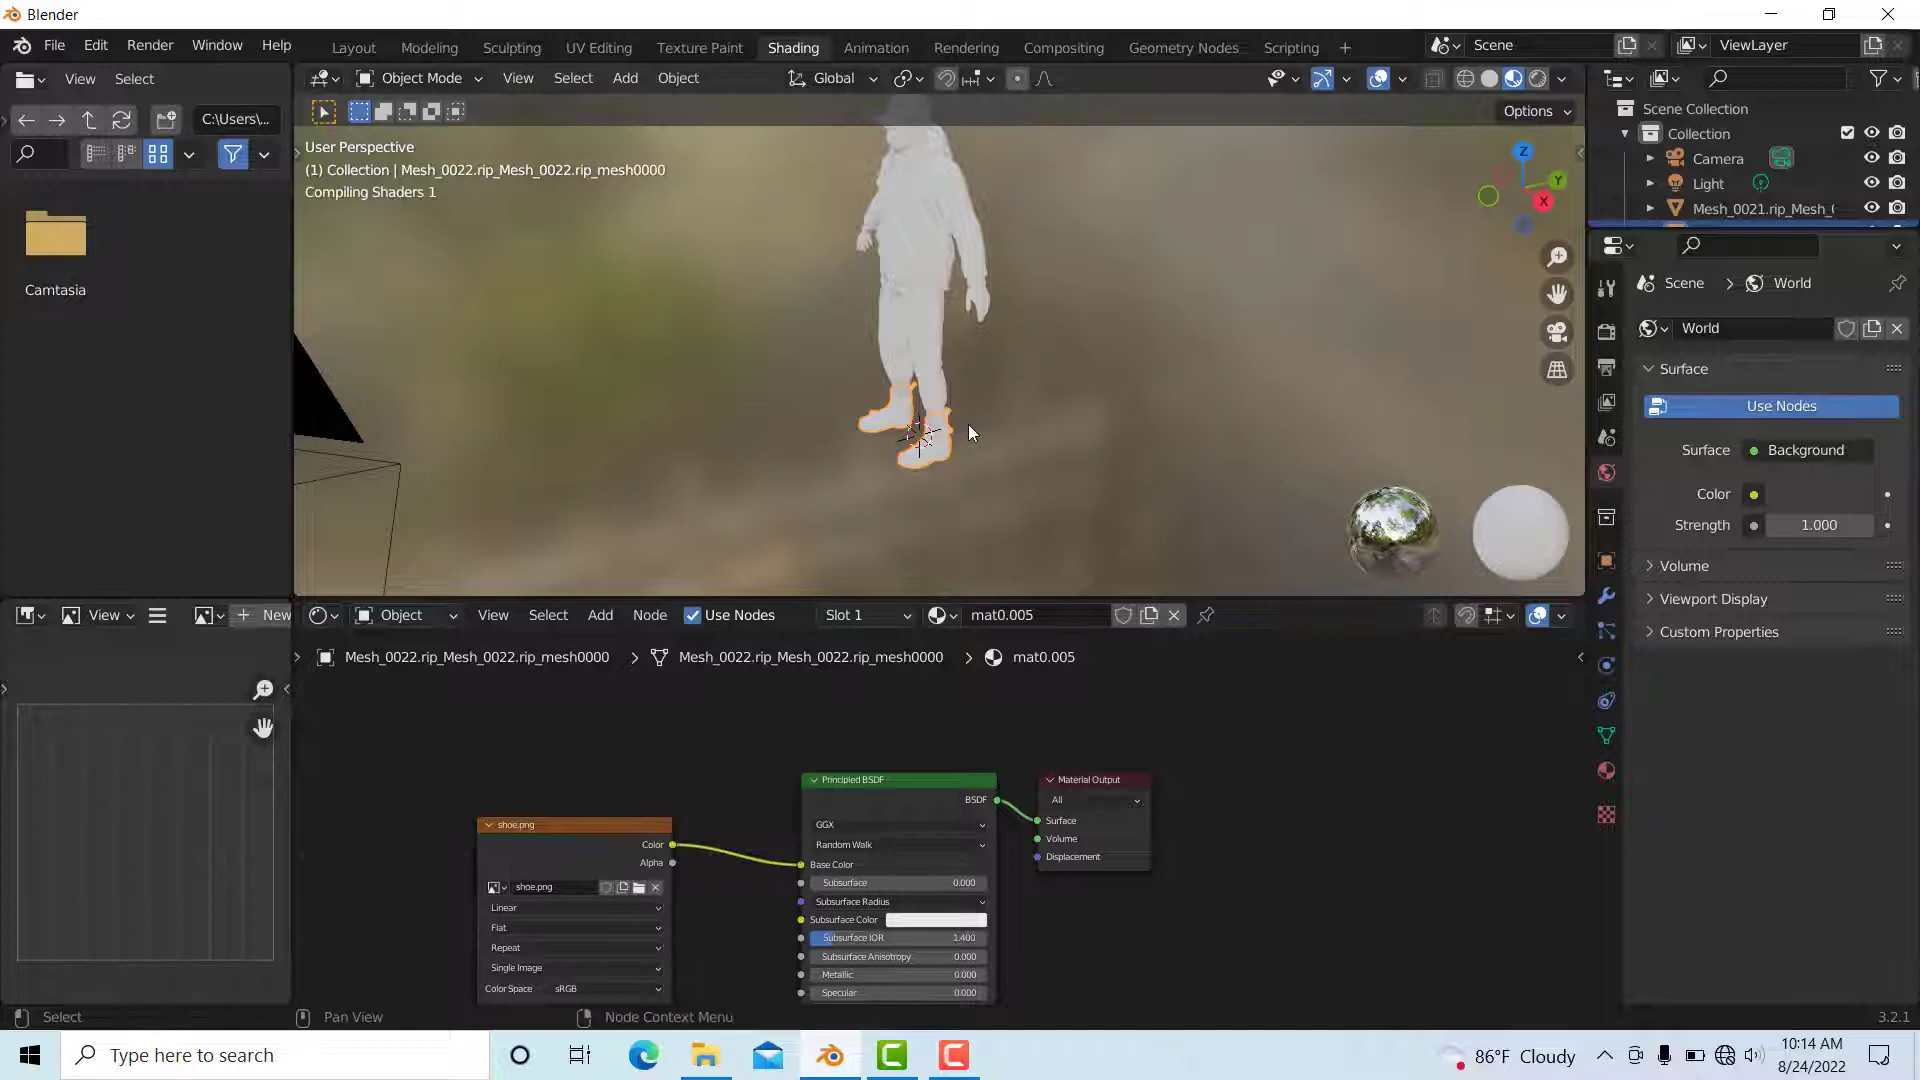 Blender
File Edit Render Window Help
Layout Modeling Sculpting UV Editing Texture Paint Shading Animation Rendering Compositing Geometry Nodes Scripting +
Scene
ViewLayer
View Select
Object Mode View Select Add Object
Global
C:\Users\...
Options
User Perspective
(1) Collection | Mesh_0022.rip_Mesh_0022.rip_mesh0000
Compiling Shaders 1
Z
Y
X
Camtasia
Scene Collection
Collection
Camera
Light
Mesh_0021.rip_Mesh_(
Scene > World
World
Surface
Use Nodes
Surface Background
Color
Strength 1.000
Volume
Viewport Display
Custom Properties
View
New
Object View Select Add Node Use Nodes Slot 1 mat0.005
Mesh_0022.rip_Mesh_0022.rip_mesh0000 > Mesh_0022.rip_Mesh_0022.rip_mesh0000 > mat0.005
shoe.png
Color
Alpha
shoe.png
Linear
Flat
Repeat
Single Image
Color Space sRGB
Principled BSDF
BSDF
GGX
Random Walk
Base Color
Subsurface 0.000
Subsurface Radius
Subsurface Color
Subsurface IOR 1.400
Subsurface Anisotropy 0.000
Metallic 0.000
Specular 0.000
Material Output
All
Surface
Volume
Displacement
Select
Pan View
Node Context Menu
3.2.1
Type here to search
86°F Cloudy
10:14 AM
8/24/2022